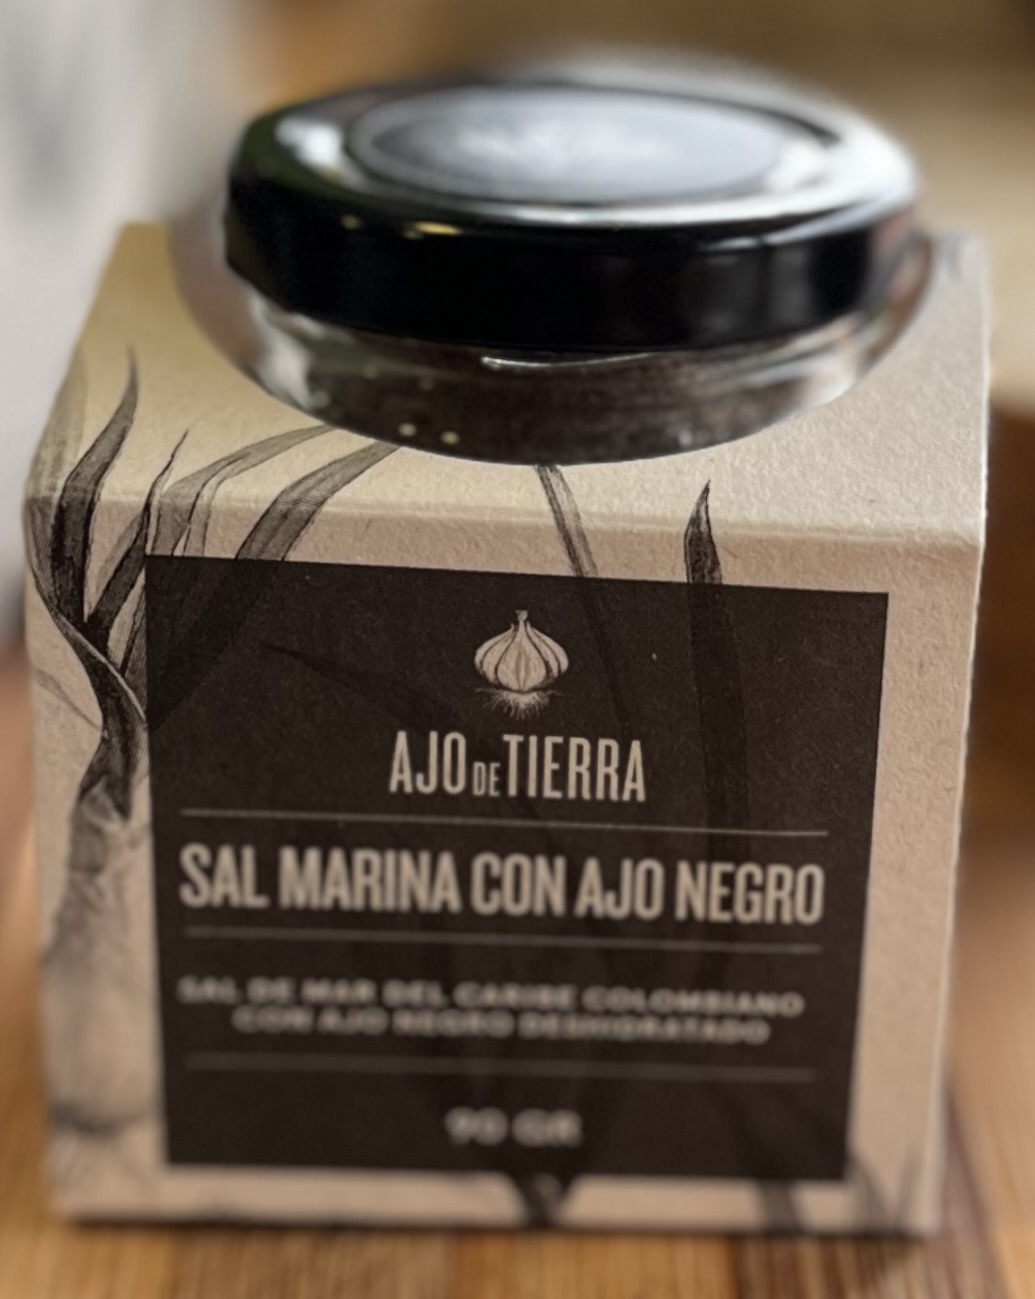 AJO DE TIERRA
SAL MARINA CON AJO NEGRO
SAL DE MAR DEL CARIBE COLOMBIANO
CON AJO NEGRO DESHIDRATADO
90 GR